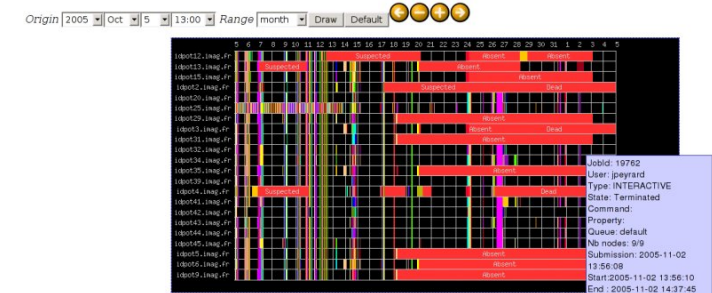 Origin 2005 Oct 5 13:00 Range month Draw Default
5 6 7 8 9 10 11 12 13 14 15 16 17 18 19 20 21 22 23 24 25 26 27 28 29 30 31 1 2 3 4 5
idpot12.imag.fr Suspected Absent Absent
idpot13.imag.fr Suspected Absent
idpot15.imag.fr Absent
idpot2.imag.fr Suspected Dead
idpot20.imag.fr
idpot25.imag.fr
idpot29.imag.fr Absent
idpot3.imag.fr Absent Dead
idpot31.imag.fr Absent
idpot32.imag.fr
idpot34.imag.fr
idpot35.imag.fr Absent
idpot39.imag.fr
idpot4.imag.fr Suspected Dead
idpot41.imag.fr
idpot42.imag.fr
idpot43.imag.fr
idpot44.imag.fr
idpot45.imag.fr
idpot5.imag.fr Absent
idpot6.imag.fr Absent
idpot9.imag.fr Absent
JobId: 19762
User: jpeyrard
Type: INTERACTIVE
State: Terminated
Command:
Property:
Queue: default
Nb nodes: 9/9
Submission: 2005-11-02
13:56:08
Start:2005-11-02 13:56:10
End : 2005-11-02 14:37:45